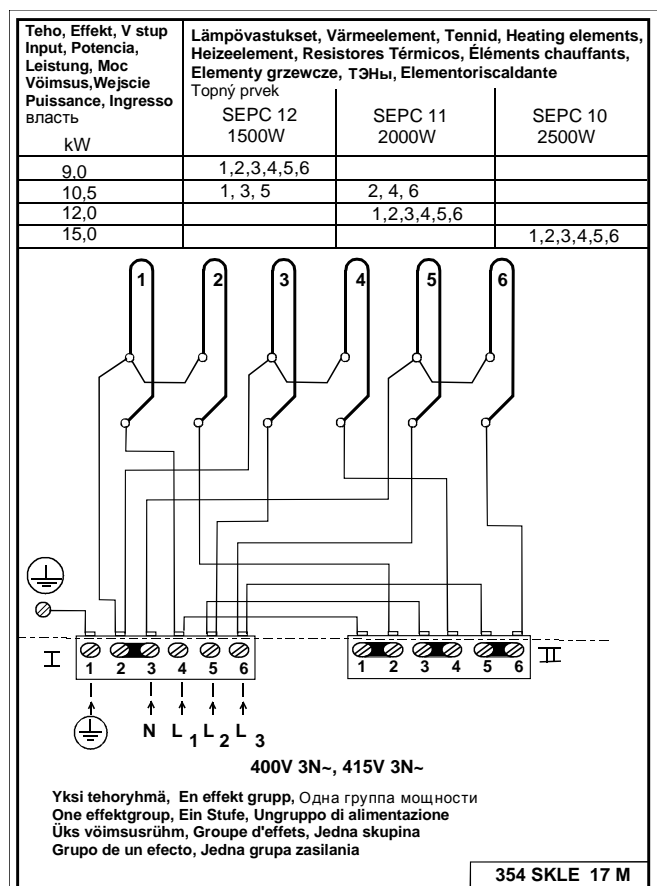 Teho, Effekt, V stup
Input, Potencia,
Leistung, Moc
Vöimsus,Wejscie
Puissance, Ingresso
власть
kW
Lämpövastukset, Värmeelement, Tennid, Heating elements,
Heizeelement, Resistores Térmicos, Éléments chauffants,
Elementy grzewcze, ТЭНы, Elementoriscaldante
Topný prvek
SEPC 12 SEPC 11 SEPC 10
1500W 2000W 2500W
9,0 1,2,3,4,5,6
10,5 1, 3, 5 2, 4, 6
12,0 1,2,3,4,5,6
15,0 1,2,3,4,5,6
1 2 3 4 5 6
I 1 2 3 4 5 6 1 2 3 4 5 6 II
N L1 L2 L3
400V 3N~, 415V 3N~
Yksi tehoryhmä, En effekt grupp, Одна группа мощности
One effektgroup, Ein Stufe, Ungruppo di alimentazione
Üks vöimsusrühm, Groupe d'effets, Jedna skupina
Grupo de un efecto, Jedna grupa zasilania
354 SKLE 17 M